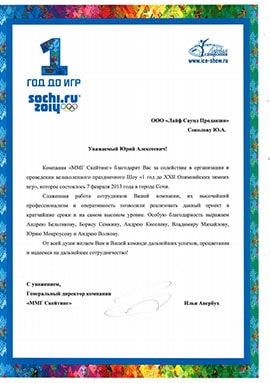 1
ГОД ДО ИГР
sochi.ru
2014
www.ice-show.ru
ООО «Лайф Саунд Продакшн»
Соколову Ю.А.
Уважаемый Юрий Алексеевич!
Компания «ММГ Скейтинг» благодарит Вас за содействие в организации и
проведении великолепного праздничного Шоу «1 год до XXII Олимпийских зимних
игр», которое состоялось 7 февраля 2013 года в городе Сочи.
Слаженная работа сотрудников Вашей компании, их высочайший
профессионализм и оперативность позволили реализовать данный проект в
кратчайшие сроки и на самом высоком уровне. Особую благодарность выражаем
Андрею Бельтикову, Борису Семкину, Андрею Киселеву, Владимиру Михайлову,
Юрию Мокроусову и Андрею Волкову.
От всей души желаем Вам и Вашей команде дальнейших успехов, процветания
и надеемся на дальнейшее сотрудничество!
С уважением,
Генеральный директор компании
«ММГ Скейтинг»
Илья Авербух